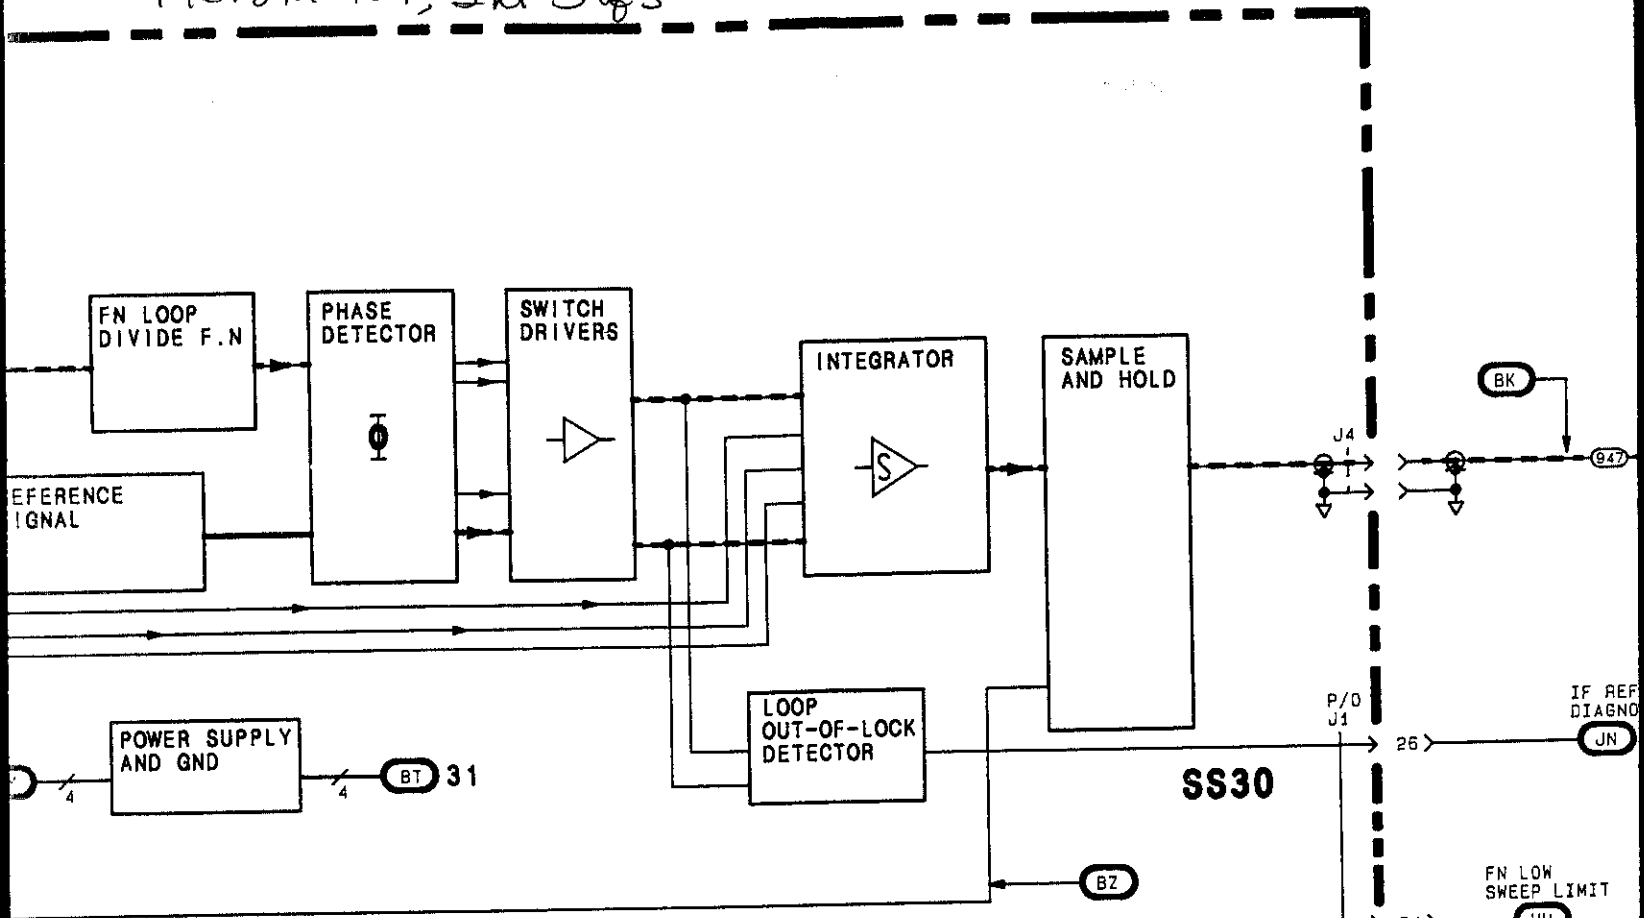 FN LOOP
DIVIDE F.N
PHASE
DETECTOR
Φ
SWITCH
DRIVERS
INTEGRATOR
S
SAMPLE
AND HOLD
BK
J4
947
EFERENCE
IGNAL
LOOP
OUT-OF-LOCK
DETECTOR
P/O
J1
26
IF REF
DIAGNO
JN
POWER SUPPLY
AND GND
4
4
BT 31
SS30
BZ
FN LOW
SWEEP LIMIT